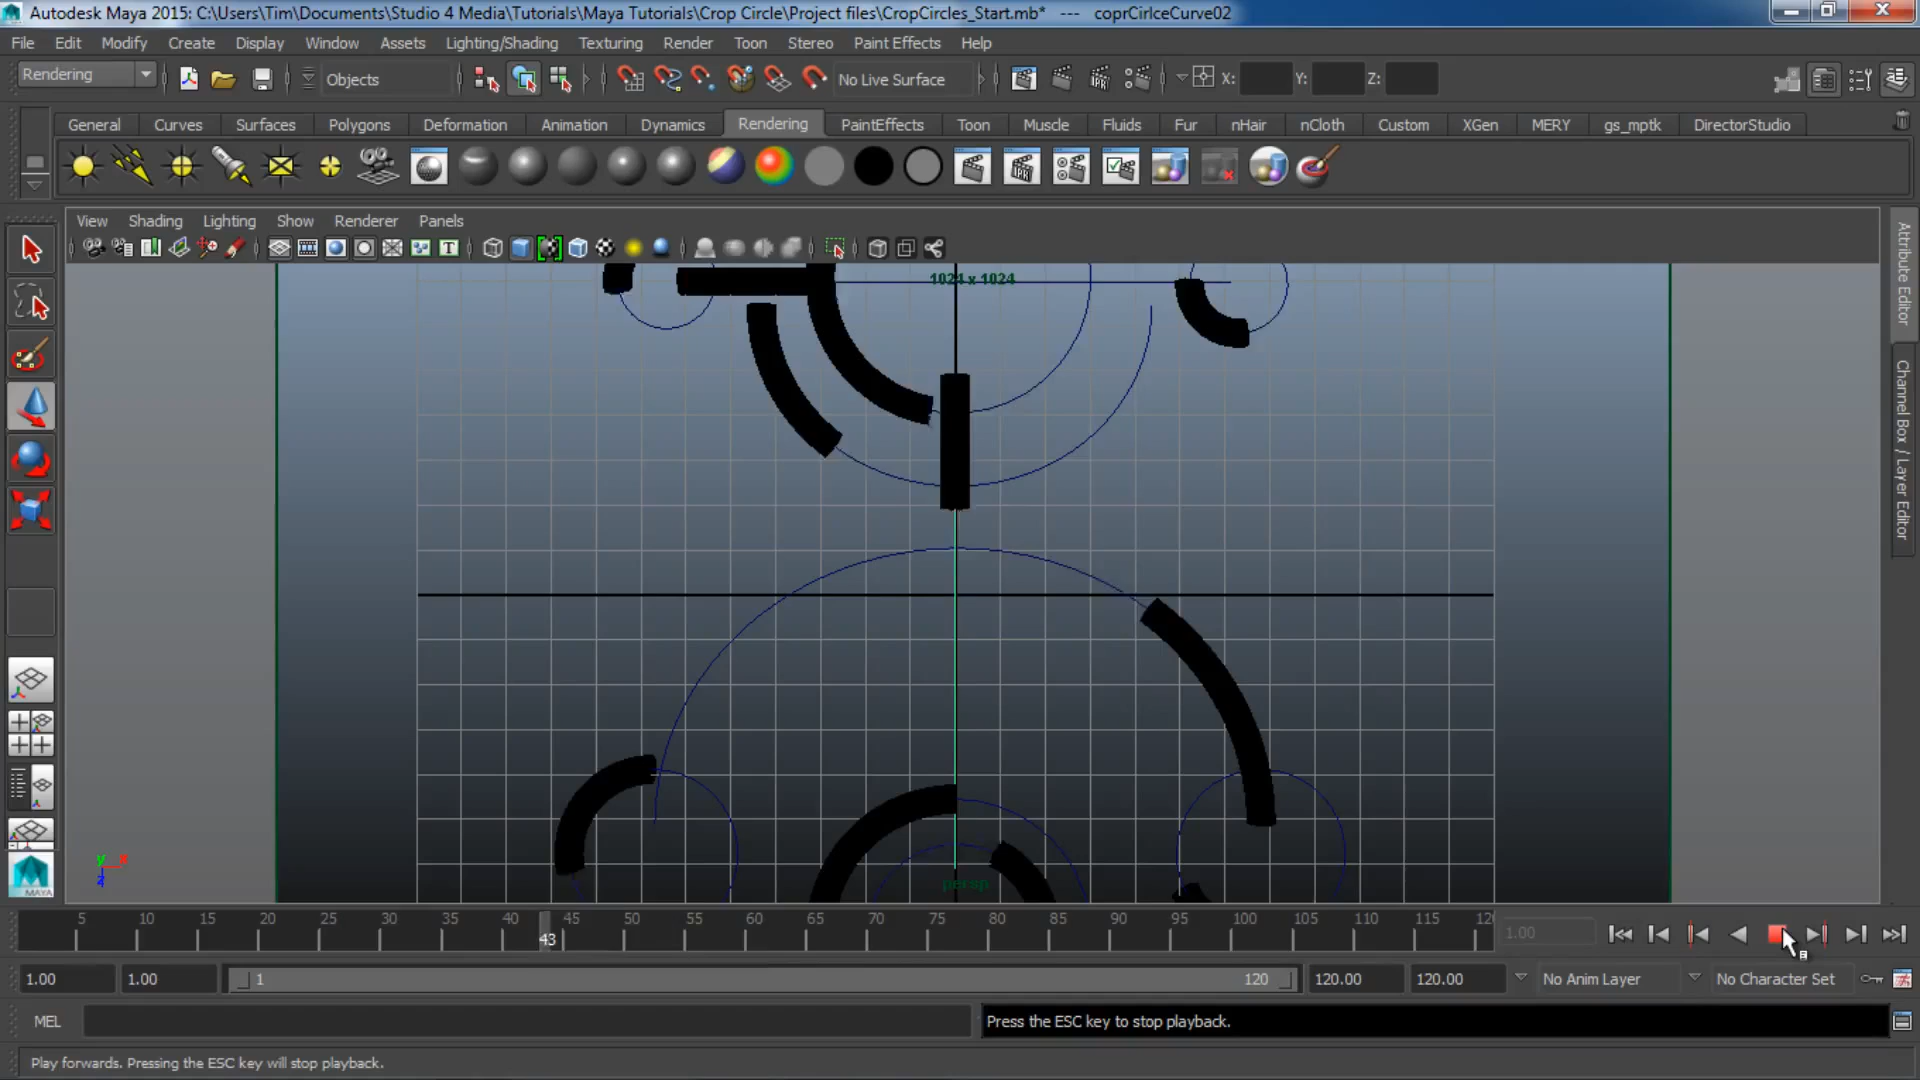 Autodesk Maya 2015: C:\Users\Tim\Documents\Studio 4 Media\Tutorials\Maya Tutorials\Crop Circle\Project files\CropCircles_Start.mb* --- coprCirlceCurve02
File Edit Modify Create Display Window Assets Lighting/Shading Texturing Render Toon Stereo Paint Effects Help
Rendering Objects No Live Surface X: Y: Z:
General Curves Surfaces Polygons Deformation Animation Dynamics Rendering PaintEffects Toon Muscle Fluids Fur nHair nCloth Custom XGen MERY gs_mptk DirectorStudio
IPR
View Shading Lighting Show Renderer Panels
1024 x 1024
Attribute Editor
Channel Box / Layer Editor
persp
y x
z
MAYA
5 10 15 20 25 30 35 40 45 50 55 60 65 70 75 80 85 90 95 100 105 110 115 12
43
1.00
1.00 1.00 1 120 120.00 120.00 No Anim Layer No Character Set
MEL Press the ESC key to stop playback.
Play forwards. Pressing the ESC key will stop playback.